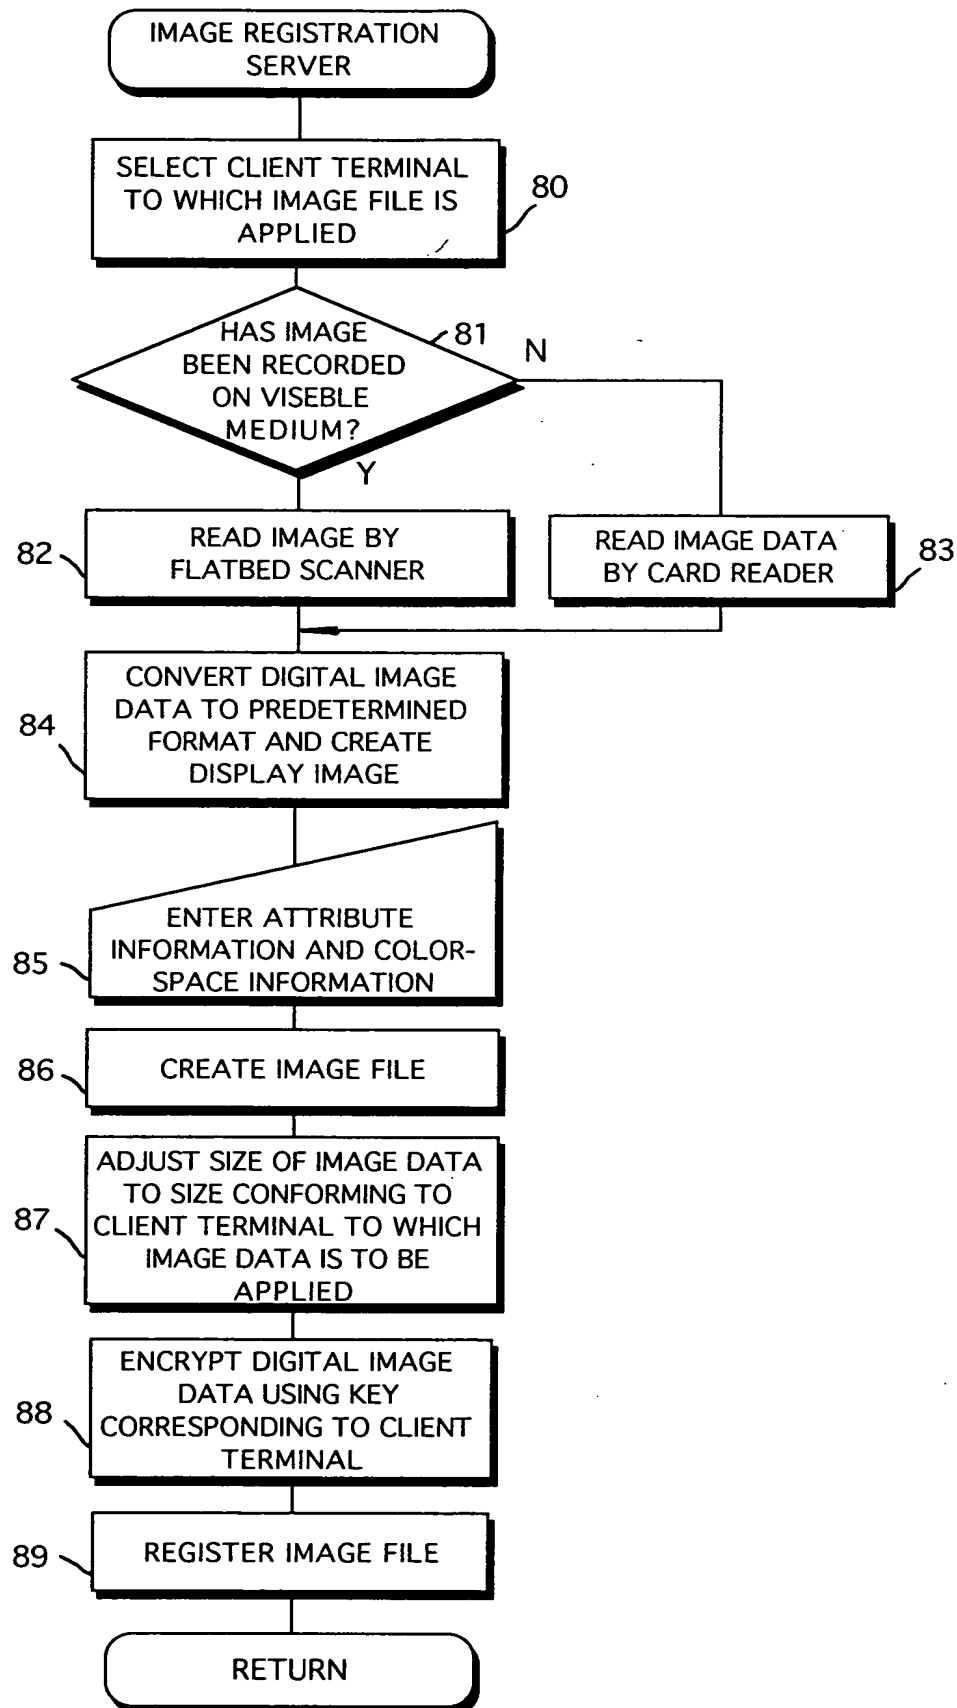 IMAGE REGISTRATION
SERVER
SELECT CLIENT TERMINAL
TO WHICH IMAGE FILE IS
APPLIED
80
HAS IMAGE
BEEN RECORDED
ON VISEBLE
MEDIUM?
81
N
Y
READ IMAGE BY
FLATBED SCANNER
82
READ IMAGE DATA
BY CARD READER
83
CONVERT DIGITAL IMAGE
DATA TO PREDETERMINED
FORMAT AND CREATE
DISPLAY IMAGE
84
ENTER ATTRIBUTE
INFORMATION AND COLOR-
SPACE INFORMATION
85
CREATE IMAGE FILE
86
ADJUST SIZE OF IMAGE DATA
TO SIZE CONFORMING TO
CLIENT TERMINAL TO WHICH
IMAGE DATA IS TO BE
APPLIED
87
ENCRYPT DIGITAL IMAGE
DATA USING KEY
CORRESPONDING TO CLIENT
TERMINAL
88
REGISTER IMAGE FILE
89
RETURN